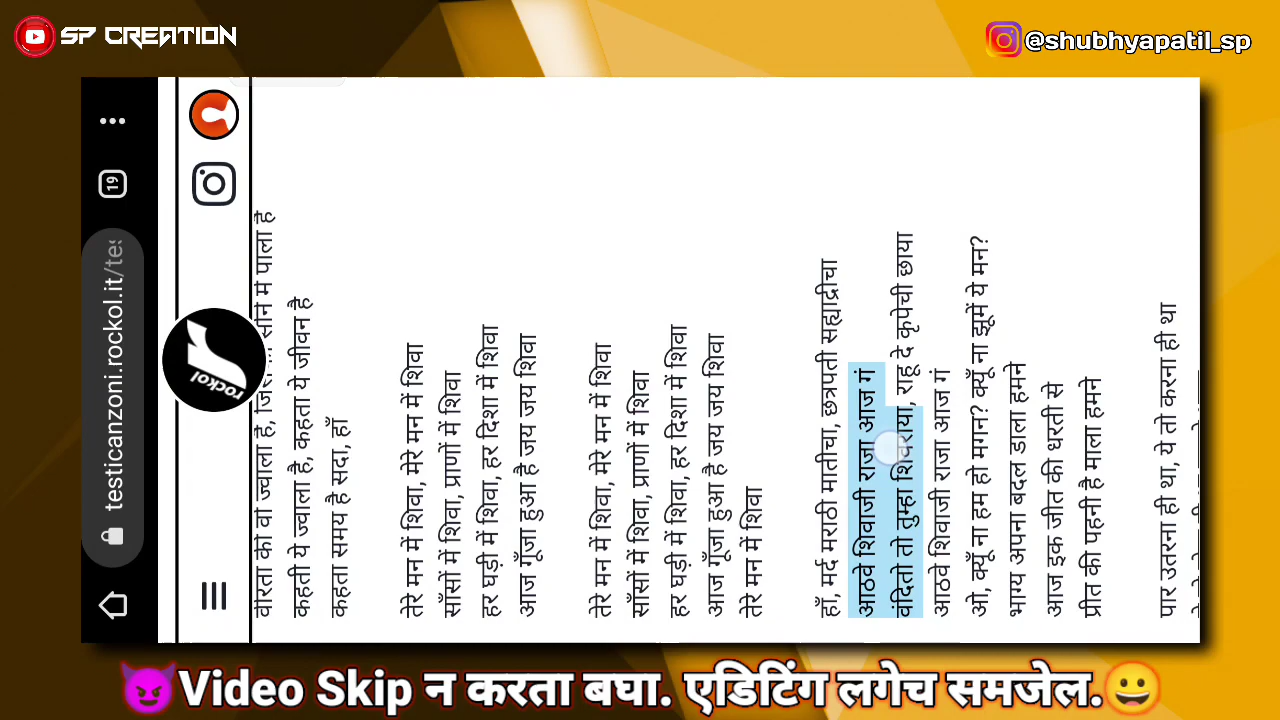 SP CREATION
@shubhyapatil_sp
19
testicanzoni.rockol.it/tes
rockol
कहती ये ज्वाला है, कहता ये जीवन है
कहता समय है सदा, हाँ
तेरे मन में शिवा, मेरे मन में शिवा
साँसों में शिवा, प्राणों में शिवा
हर घड़ी में शिवा, हर दिशा में शिवा
आज गूँजा हुआ है जय जय शिवा
तेरे मन में शिवा, मेरे मन में शिवा
साँसों में शिवा, प्राणों में शिवा
हर घड़ी में शिवा, हर दिशा में शिवा
आज गूँजा हुआ है जय जय शिवा
तेरे मन में शिवा
हाँ, मर्द मराठी मातीचा, छत्रपती सह्याद्रीचा
आठवे शिवाजी राजा आज गं
वंदितो तो तुम्हा शिवराया, राहू दे कृपेची छाया
आठवे शिवाजी राजा आज गं
ओ, क्यूँ ना हम हो मगन? क्यूँ ना झूमें ये मन?
भाग्य अपना बदल डाला हमने
आज इक जीत की धरती से
प्रीत की पहनी है माला हमने
पार उतरना ही था, ये तो करना ही था
😈Video Skip न करता बघा. एडिटिंग लगेच समजेल.😀